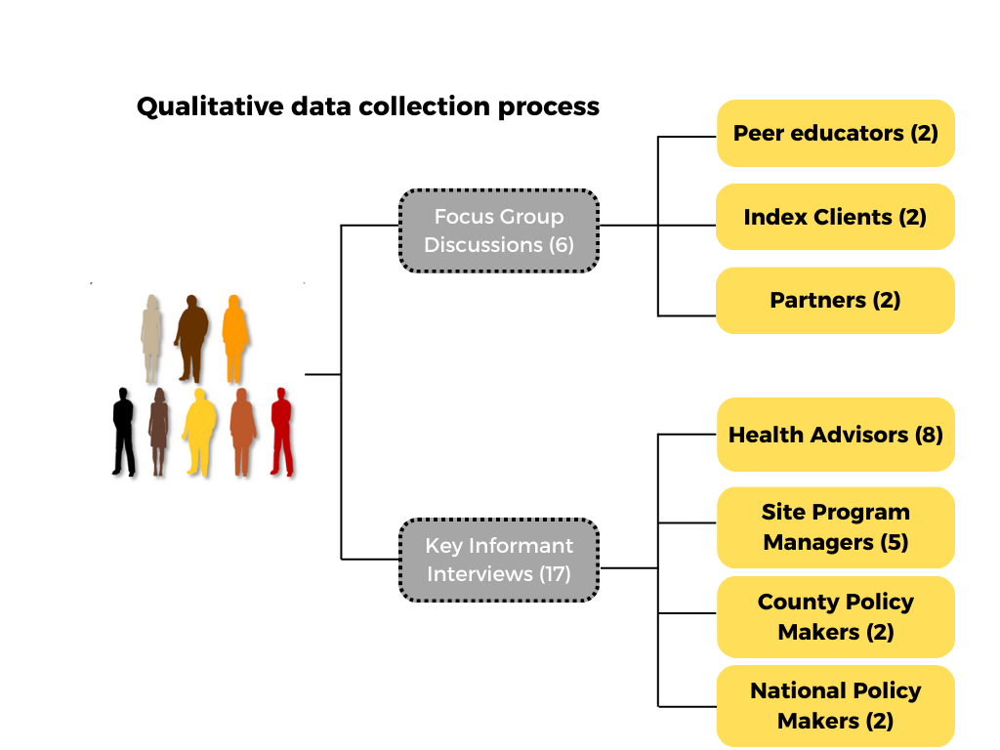 Qualitative data collection process
Peer educators (2)
Focus Group
Discussions (6)
Index Clients (2)
Partners (2)
Health Advisors (8)
Site Program
Managers (5)
Key Informant
Interviews (17)
County Policy
Makers (2)
National Policy
Makers (2)